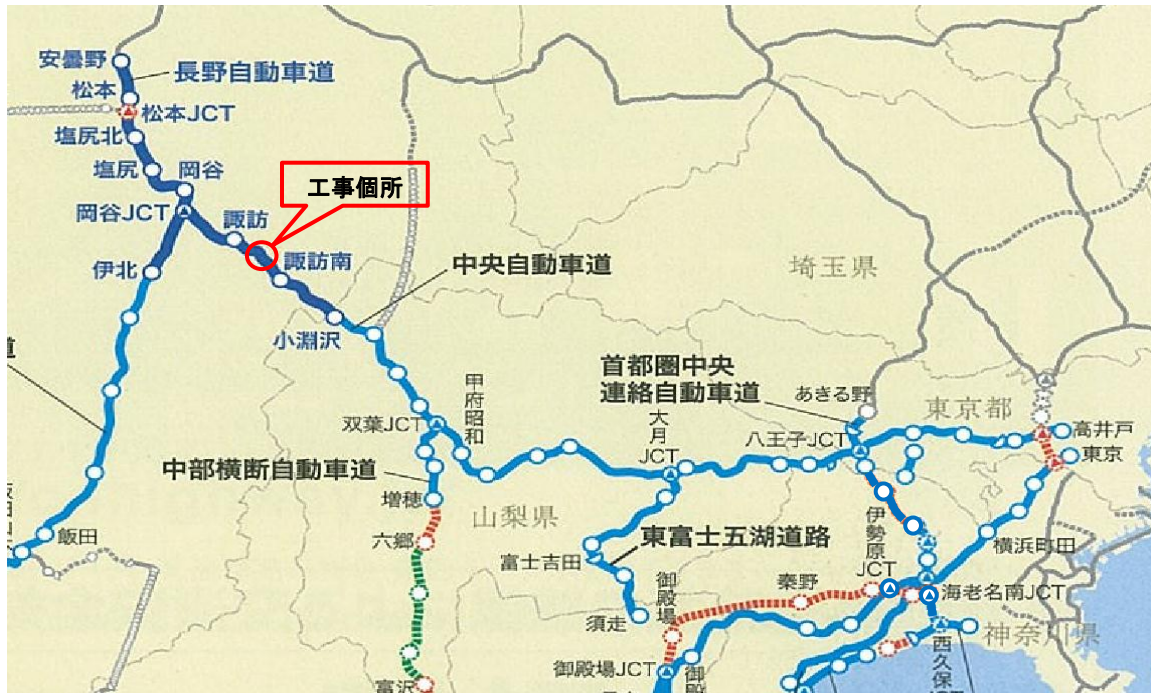 安曇野
長野自動車道
松本
松本JCT
塩尻北
塩尻
岡谷
工事個所
岡谷JCT
諏訪
伊北
諏訪南
中央自動車道
埼玉県
小淵沢
道
首都圏中央
連絡自動車道
あきる野
東京都
甲府昭和
大月
JCT
双葉JCT
八王子JCT
高井戸
東京
中部横断自動車道
増穂
山梨県
伊勢原
JCT
横浜町田
飯田
六郷
東富士五湖道路
富士吉田
御殿場
秦野
海老名南JCT
須走
神奈川県
西久保
御殿場JCT
御殿
富沢